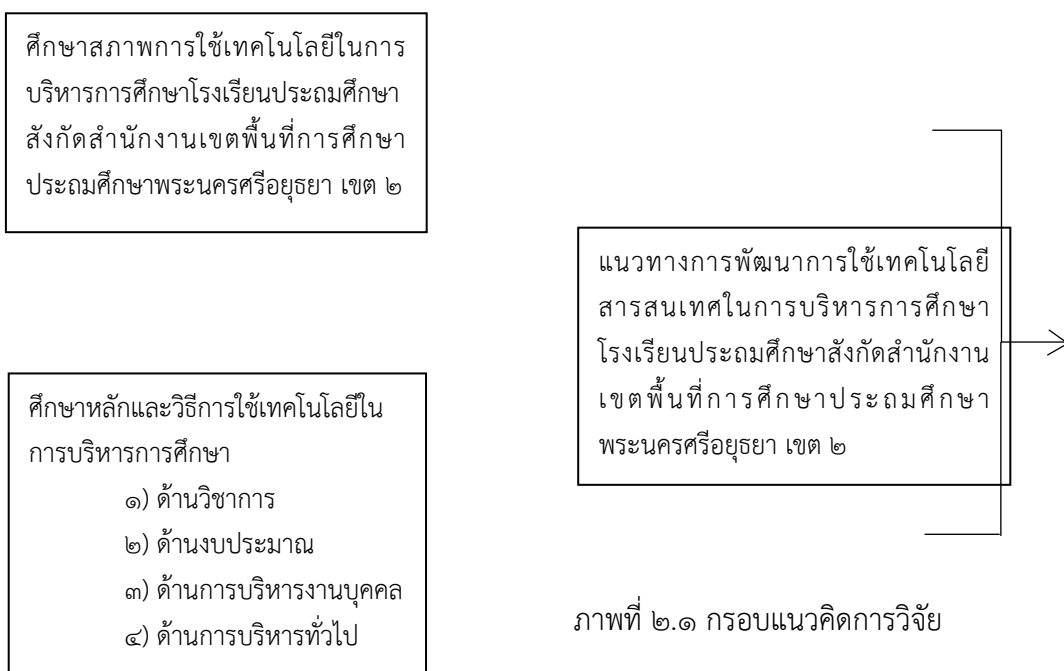 ศึกษาสภาพการใช้เทคโนโลยีในการ
บริหารการศึกษาโรงเรียนประถมศึกษา
สังกัดสำนักงานเขตพื้นที่การศึกษา
ประถมศึกษาพระนครศรีอยุธยา เขต ๒
แนวทางการพัฒนาการใช้เทคโนโลยี
สารสนเทศในการบริหารการศึกษา
โรงเรียนประถมศึกษาสังกัดสำนักงาน
เขตพื้นที่การศึกษาประถมศึกษา
พระนครศรีอยุธยา เขต ๒
ศึกษาหลักและวิธีการใช้เทคโนโลยีใน
การบริหารการศึกษา
๑) ด้านวิชาการ
๒) ด้านงบประมาณ
๓) ด้านการบริหารงานบุคคล
๔) ด้านการบริหารทั่วไป
ภาพที่ ๒.๑ กรอบแนวคิดการวิจัย